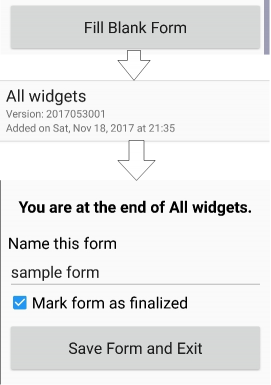 Fill Blank Form
All widgets
Version: 2017053001
Added on Sat, Nov 18, 2017 at 21:35
You are at the end of All widgets.
Name this form
sample form
Mark form as finalized
Save Form and Exit